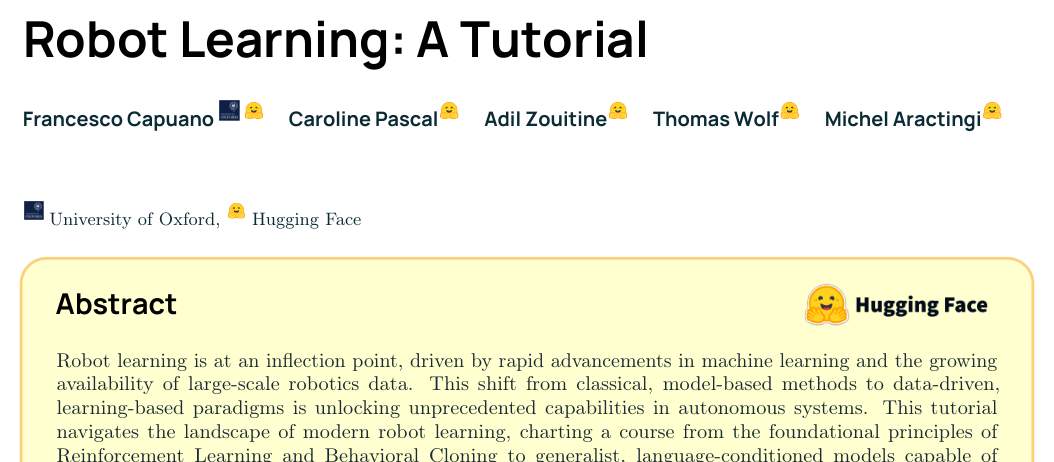 Robot Learning: A Tutorial
Francesco Capuano Caroline Pascal Adil Zouitine Thomas Wolf Michel Aractingi
University of Oxford, Hugging Face
Abstract
Hugging Face
Robot learning is at an inflection point, driven by rapid advancements in machine learning and the growing
availability of large-scale robotics data. This shift from classical, model-based methods to data-driven,
learning-based paradigms is unlocking unprecedented capabilities in autonomous systems. This tutorial
navigates the landscape of modern robot learning, charting a course from the foundational principles of
Reinforcement Learning and Behavioral Cloning to generalist, language-conditioned models capable of